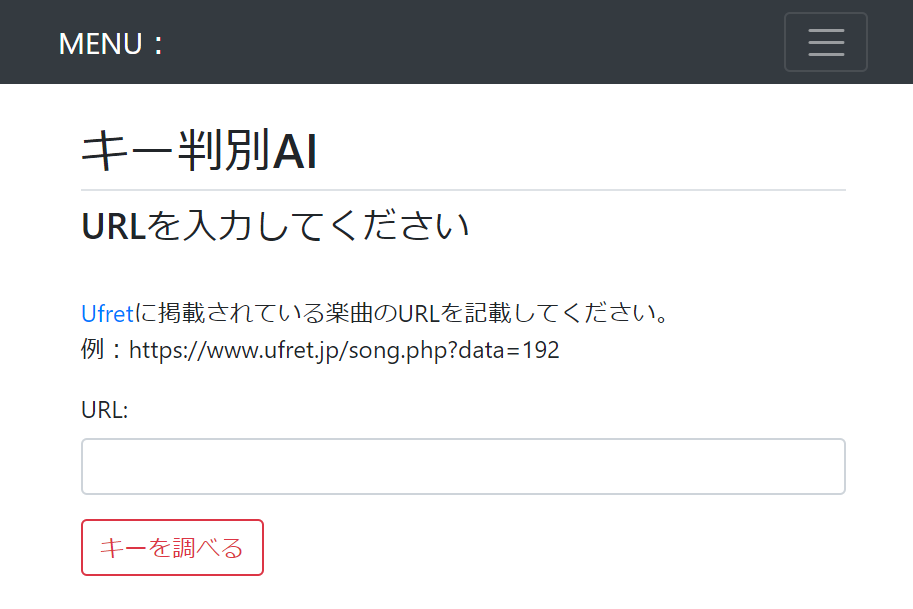 MENU：
キー判別AI
URLを入力してください
Ufretに掲載されている楽曲のURLを記載してください。
例：https://www.ufret.jp/song.php?data=192
URL:
キーを調べる